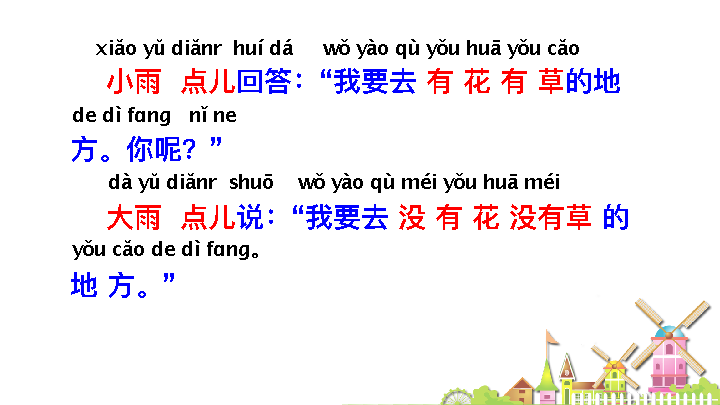 xiǎo yǔ diǎnr huí dá wǒ yào qù yǒu huā yǒu cǎo
小雨 点儿回答：“我要去 有 花 有 草的地
de dì fɑng nǐ ne
方。你呢？”
dà yǔ diǎnr shuō wǒ yào qù méi yǒu huā méi
大雨 点儿说：“我要去 没 有 花 没有草 的
yǒu cǎo de dì fɑng。
地 方。”